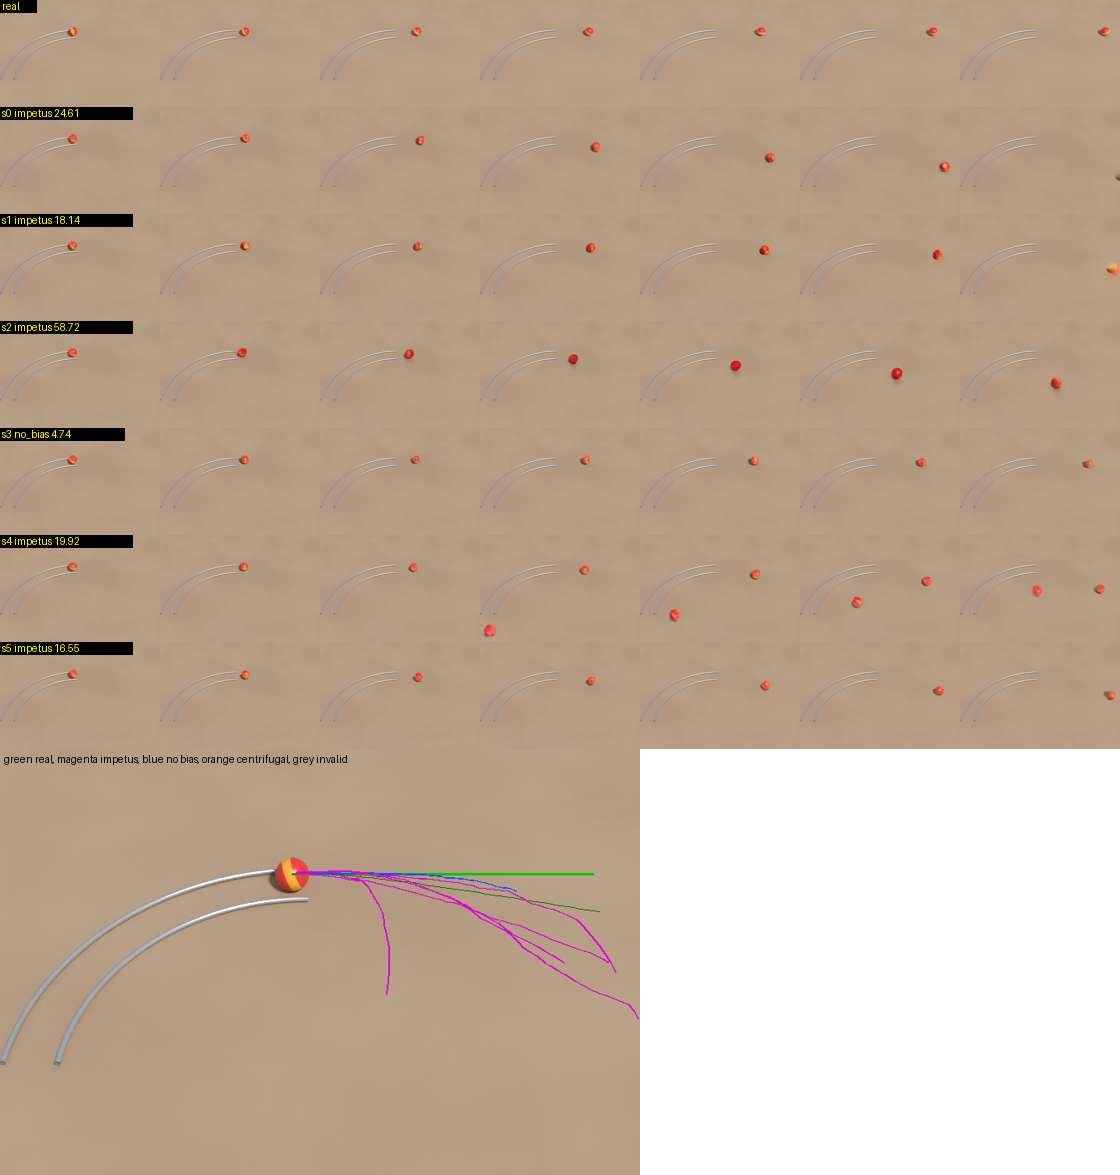 real
s0 impetus 24.61
s1 impetus 18.14
s2 impetus 58.72
s3 no_bias 4.74
s4 impetus 19.92
s5 impetus 16.55
green real, magenta impetus, blue no bias, orange centrifugal, grey invalid